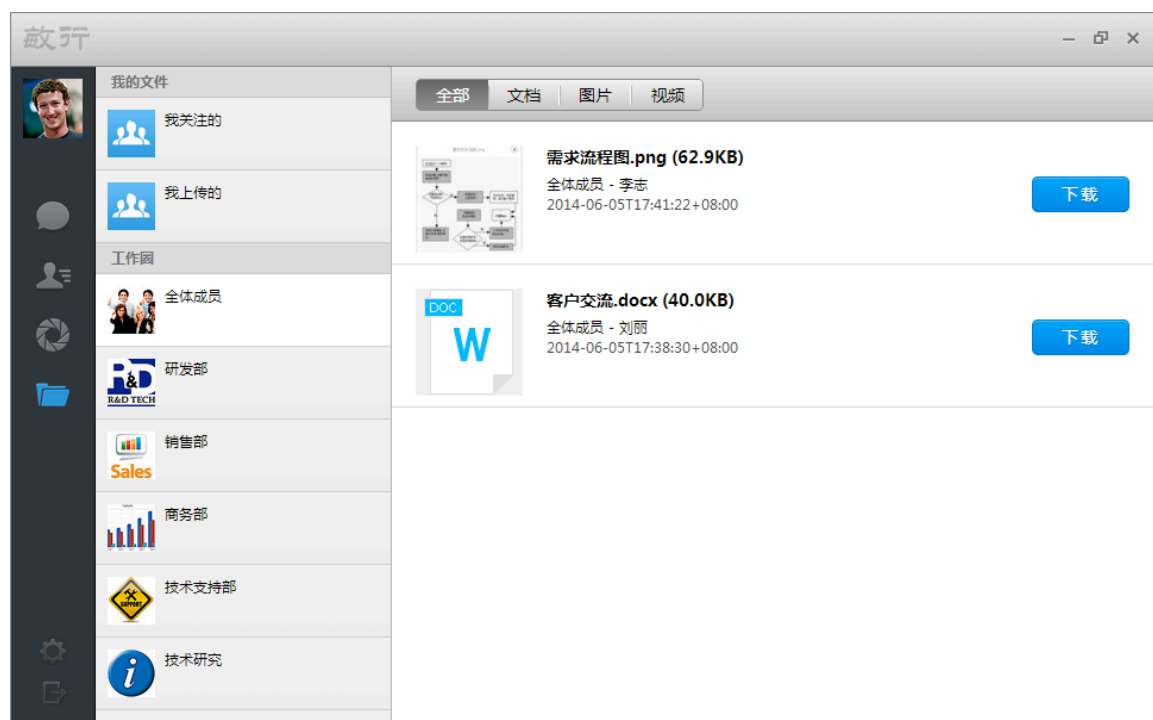 敏行
我的文件
我关注的
我上传的
工作圈
全体成员
R&D
R&D TECH
研发部
Sales
销售部
商务部
SUPPORT
技术支持部
i
技术研究
全部 文档 图片 视频
需求流程图.png (62.9KB)
全体成员 - 李志
2014-06-05T17:41:22+08:00
下载
DOC
W
客户交流.docx (40.0KB)
全体成员 - 刘丽
2014-06-05T17:38:30+08:00
下载